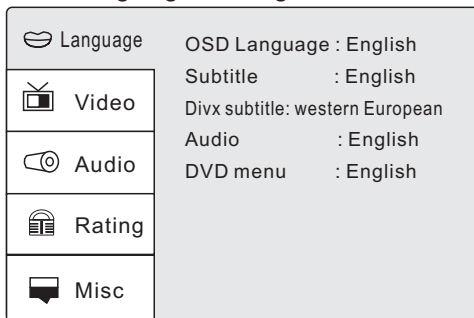 Language
Video
Audio
Rating
Misc
OSD Language : English
Subtitle : English
Divx subtitle: western European
Audio : English
DVD menu : English